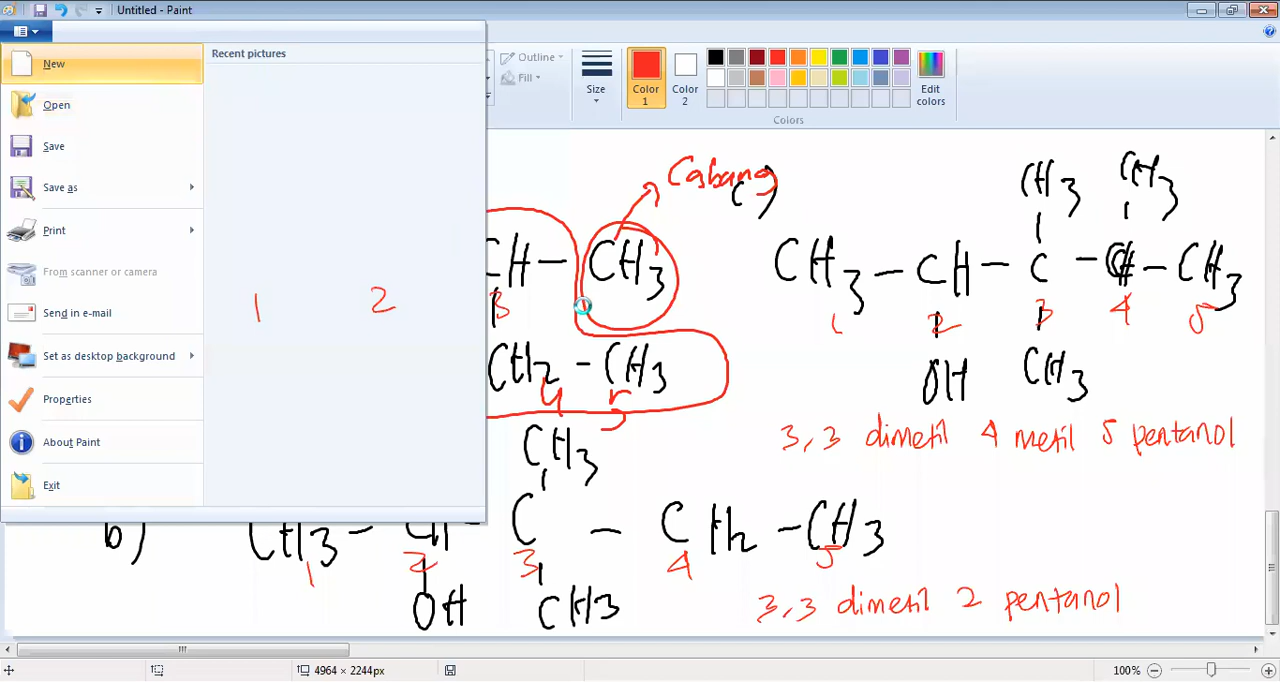 Untitled - Paint
New
Recent pictures
Open
Save
Save as
Print
From scanner or camera
Send in e-mail
Set as desktop background
Properties
About Paint
Exit
Outline
Fill
Size
Color 1
Color 2
Edit colors
Colors
Cabang
c)
CH3 CH3
CH - CH3
CH3 - CH - C - CH - CH3
1 2 3
1 2 3 4 5
CH2 - CH3
OH CH3
4 5
3,3 dimetil 4 metil 5 pentanol
CH3
b) CH3 - CH C - CH2 - CH3
1 2 3 4 5
OH CH3
3,3 dimetil 2 pentanol
4964 × 2244px
100%